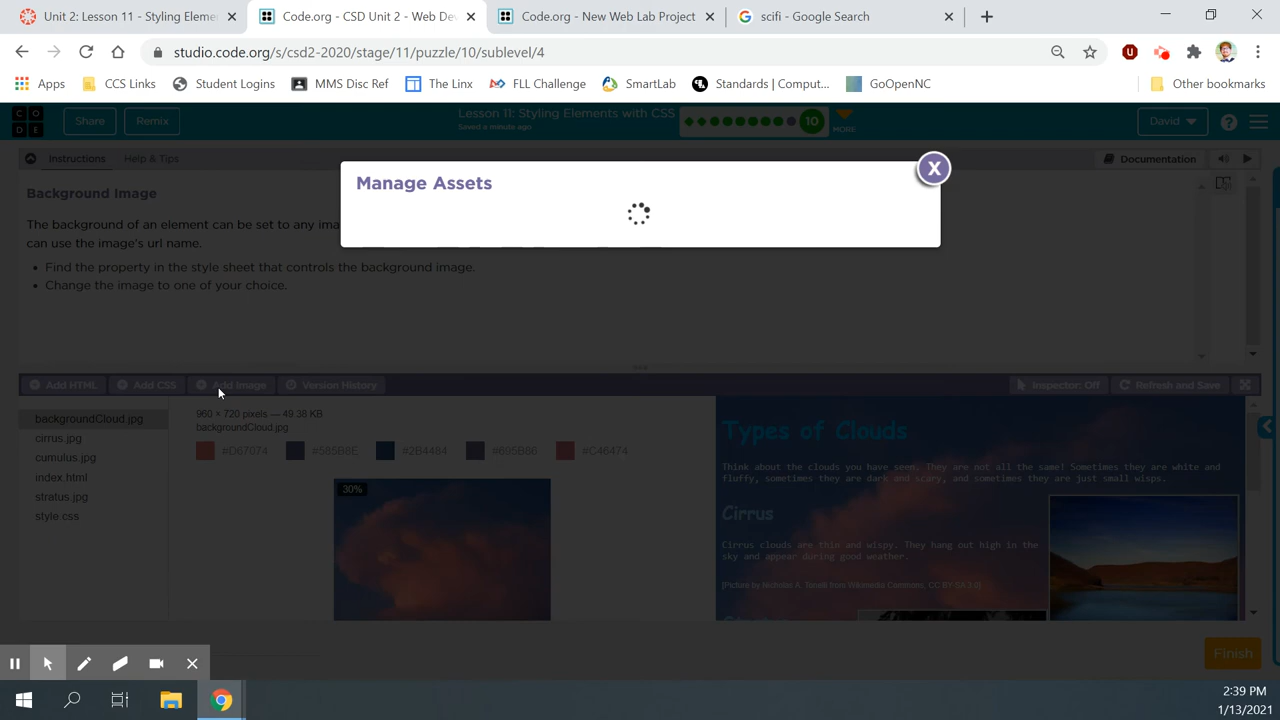 Unit 2: Lesson 11 - Styling Eleme
Code.org - CSD Unit 2 - Web De
Code.org - New Web Lab Project
scifi - Google Search
studio.code.org/s/csd2-2020/stage/11/puzzle/10/sublevel/4
Apps
CCS Links
Student Logins
MMS Disc Ref
The Linx
FLL Challenge
SmartLab
Standards | Comput...
GoOpenNC
Other bookmarks
CODE
Share
Remix
Lesson 11: Styling Elements with CSS
Saved a minute ago
10
MORE
David
Instructions
Help & Tips
Documentation
Manage Assets
X
Background Image
The background of an element can be set to any ima
can use the image's url name.
• Find the property in the style sheet that controls the background image.
• Change the image to one of your choice.
Add HTML
Add CSS
Add Image
Version History
Inspector: Off
Refresh and Save
backgroundCloud.jpg
cirrus.jpg
cumulus.jpg
index.html
stratus.jpg
style.css
960 × 720 pixels — 49.38 KB
backgroundCloud.jpg
#D67074
#585B8E
#2B4484
#695B86
#C46474
30%
Types of Clouds
Think about the clouds you have seen. They are not all the same! Sometimes they are white and
fluffy, sometimes they are dark and scary, and sometimes they are just small wisps.
Cirrus
Cirrus clouds are thin and wispy. They hang out high in the
sky and appear during good weather.
Finish
2:39 PM
1/13/2021